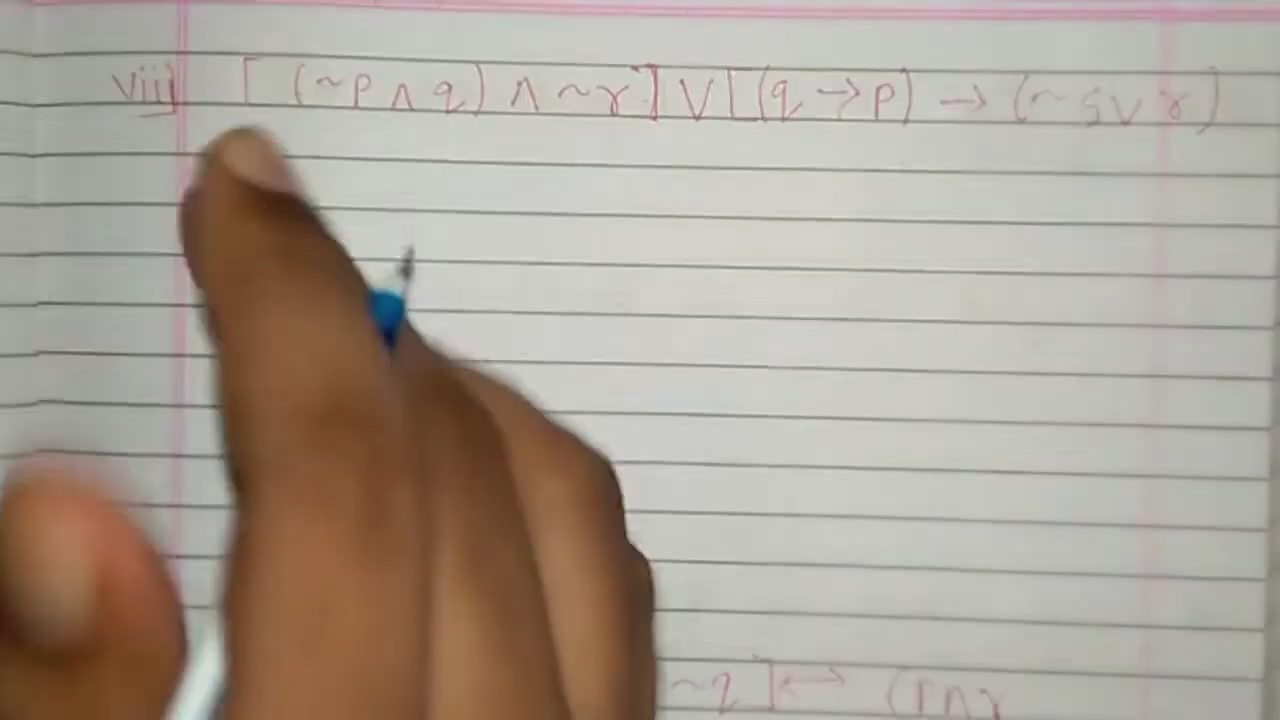 viii) [ (~p ∧ q) ∧ ~r ] ∨ [ (q → p) → (~s ∨ r)
~q ] ↔ (p ∧ r